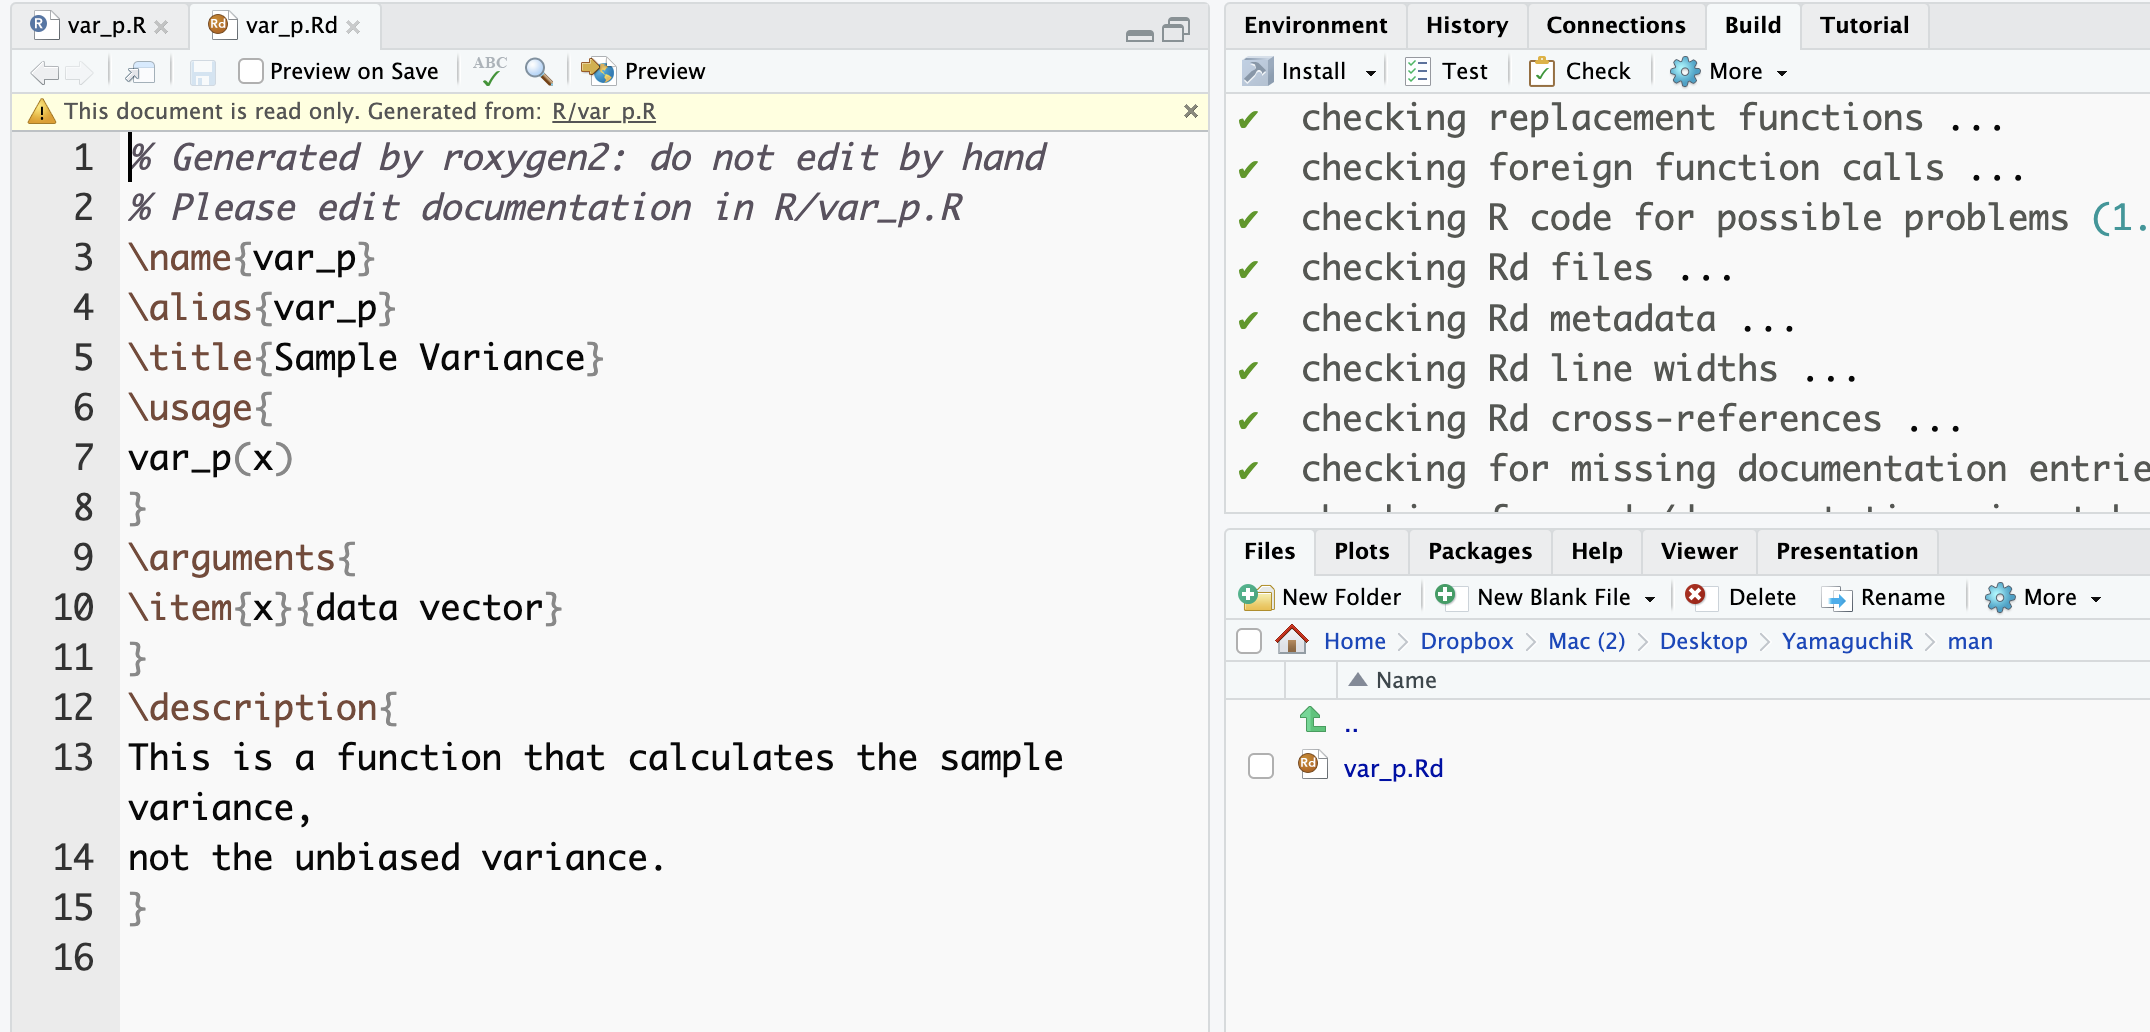 var_p.R
var_p.Rd
Preview on Save
ABC
Preview
This document is read only. Generated from: R/var_p.R
1 % Generated by roxygen2: do not edit by hand
2 % Please edit documentation in R/var_p.R
3 \name{var_p}
4 \alias{var_p}
5 \title{Sample Variance}
6 \usage{
7 var_p(x)
8 }
9 \arguments{
10 \item{x}{data vector}
11 }
12 \description{
13 This is a function that calculates the sample
variance,
14 not the unbiased variance.
15 }
16
Environment History Connections Build Tutorial
Install Test Check More
✔ checking replacement functions ...
✔ checking foreign function calls ...
✔ checking R code for possible problems (1.
✔ checking Rd files ...
✔ checking Rd metadata ...
✔ checking Rd line widths ...
✔ checking Rd cross-references ...
✔ checking for missing documentation entrie
Files Plots Packages Help Viewer Presentation
New Folder New Blank File Delete Rename More
Home Dropbox Mac (2) Desktop YamaguchiR man
Name
..
var_p.Rd